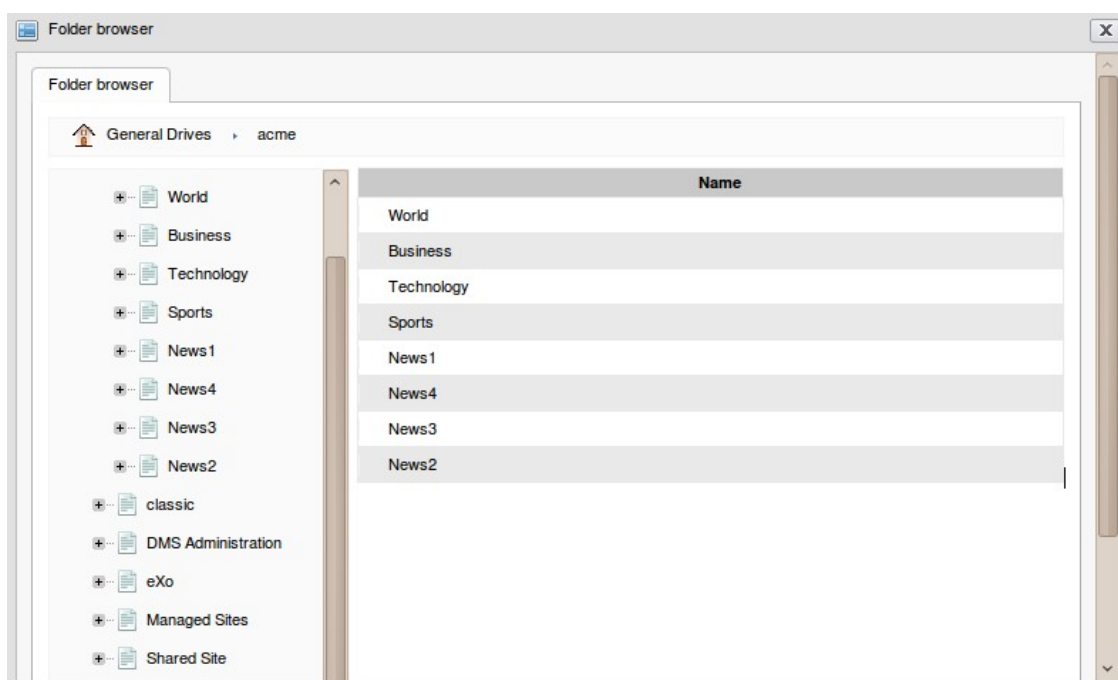 Folder browser
X
Folder browser
General Drives acme
World
Business
Technology
Sports
News1
News4
News3
News2
classic
DMS Administration
eXo
Managed Sites
Shared Site
Name
World
Business
Technology
Sports
News1
News4
News3
News2